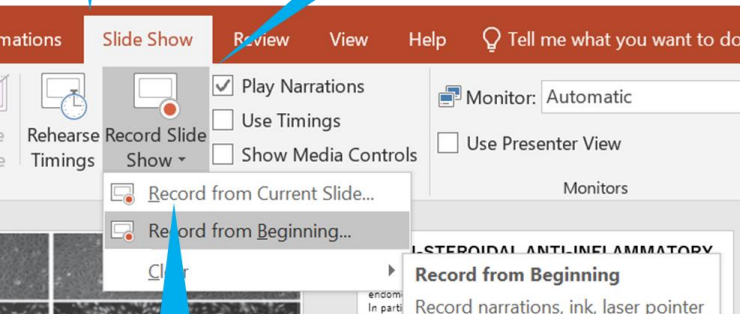 mations Slide Show Review View Help Tell me what you want to do
Rehearse Timings
Record Slide Show
Play Narrations
Use Timings
Show Media Controls
Monitor: Automatic
Use Presenter View
Monitors
Record from Current Slide...
Record from Beginning...
Clear
I-STEROIDAL ANTI-INFLAMMATORY
Record from Beginning
endom
In parti
Record narrations, ink, laser pointer